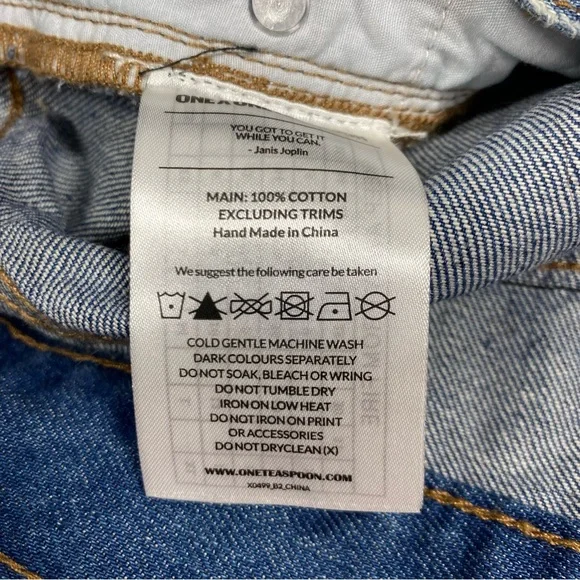 YOU GOT TO GET IT
WHILE YOU CAN.
- Janis Joplin
MAIN: 100% COTTON
EXCLUDING TRIMS
Hand Made in China
We suggest the following care be taken
COLD GENTLE MACHINE WASH
DARK COLOURS SEPARATELY
DO NOT SOAK, BLEACH OR WRING
DO NOT TUMBLE DRY
IRON ON LOW HEAT
DO NOT IRON ON PRINT
OR ACCESSORIES
DO NOT DRYCLEAN (X)
WWW.ONETEASPOON.COM
X0499_B2_CHINA